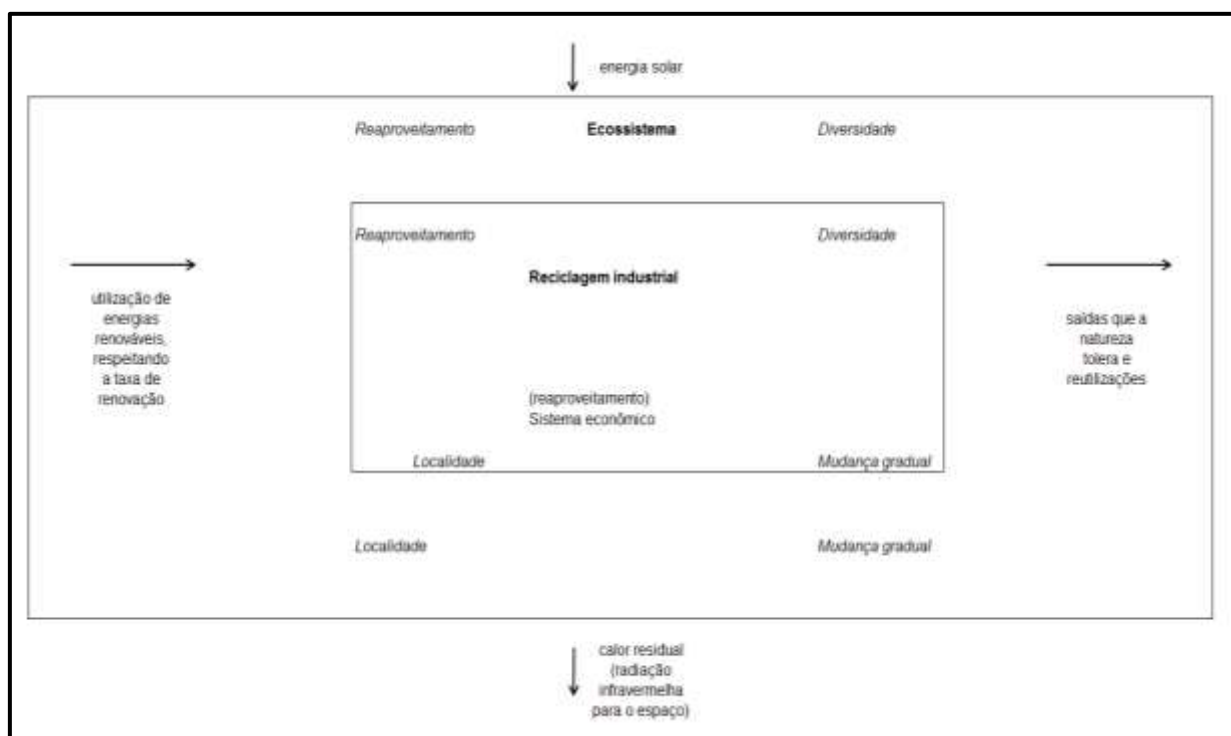 energia solar
Reaproveitamento
Ecossistema
Diversidade
Reaproveitamento
Diversidade
Reciclagem industrial
utilização de
energias
renováveis,
respeitando
a taxa de
renovação
saídas que a
natureza
tolera e
reutilizações
(reaproveitamento)
Sistema econômico
Localidade
Mudança gradual
Localidade
Mudança gradual
calor residual
(radiação
infravermelha
para o espaço)